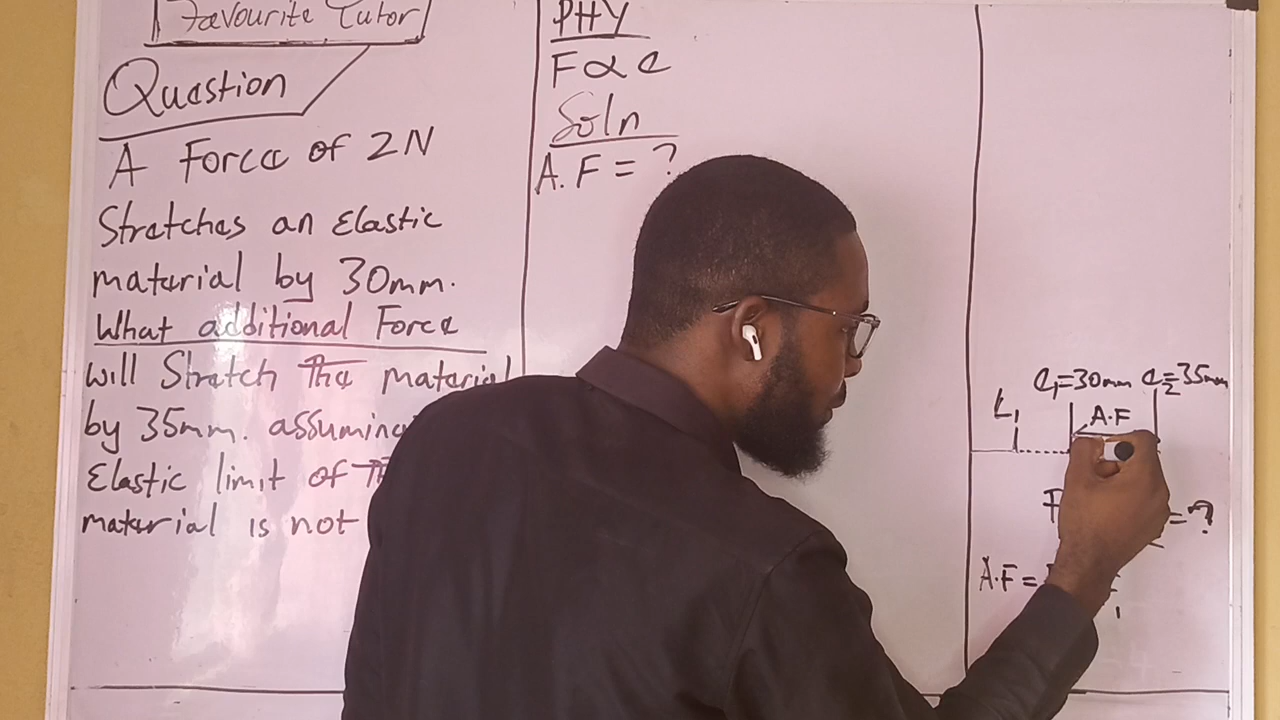 Favourite Tutor
Question
A Force of 2N
Stretches an Elastic
material by 30mm.
What additional Force
will Stretch the material
by 35mm. assuming
Elastic limit of
material is not
PHY
F∝e
Soln
A.F = ?
e₁=30mm e₂=35mm
L₁
A.F
=?
A.F=